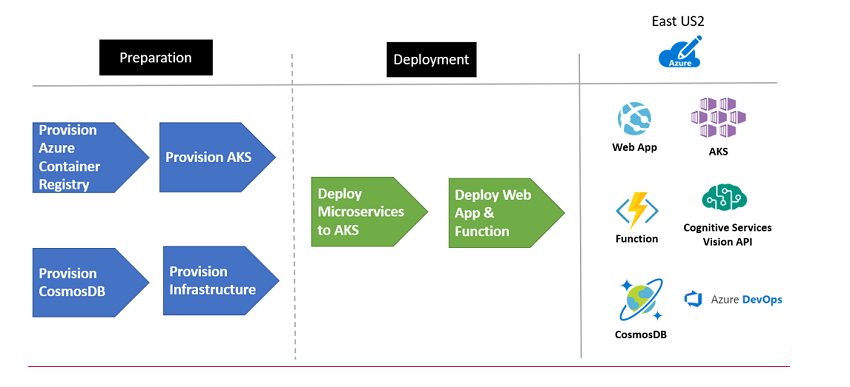 East US2
Preparation
Deployment
Azure
Provision
Azure
Container
Registry
Provision AKS
Provision
CosmosDB
Provision
Infrastructure
Deploy
Microservices
to AKS
Deploy Web
App &
Function
Web App
AKS
Function
Cognitive Services
Vision API
CosmosDB
Azure DevOps